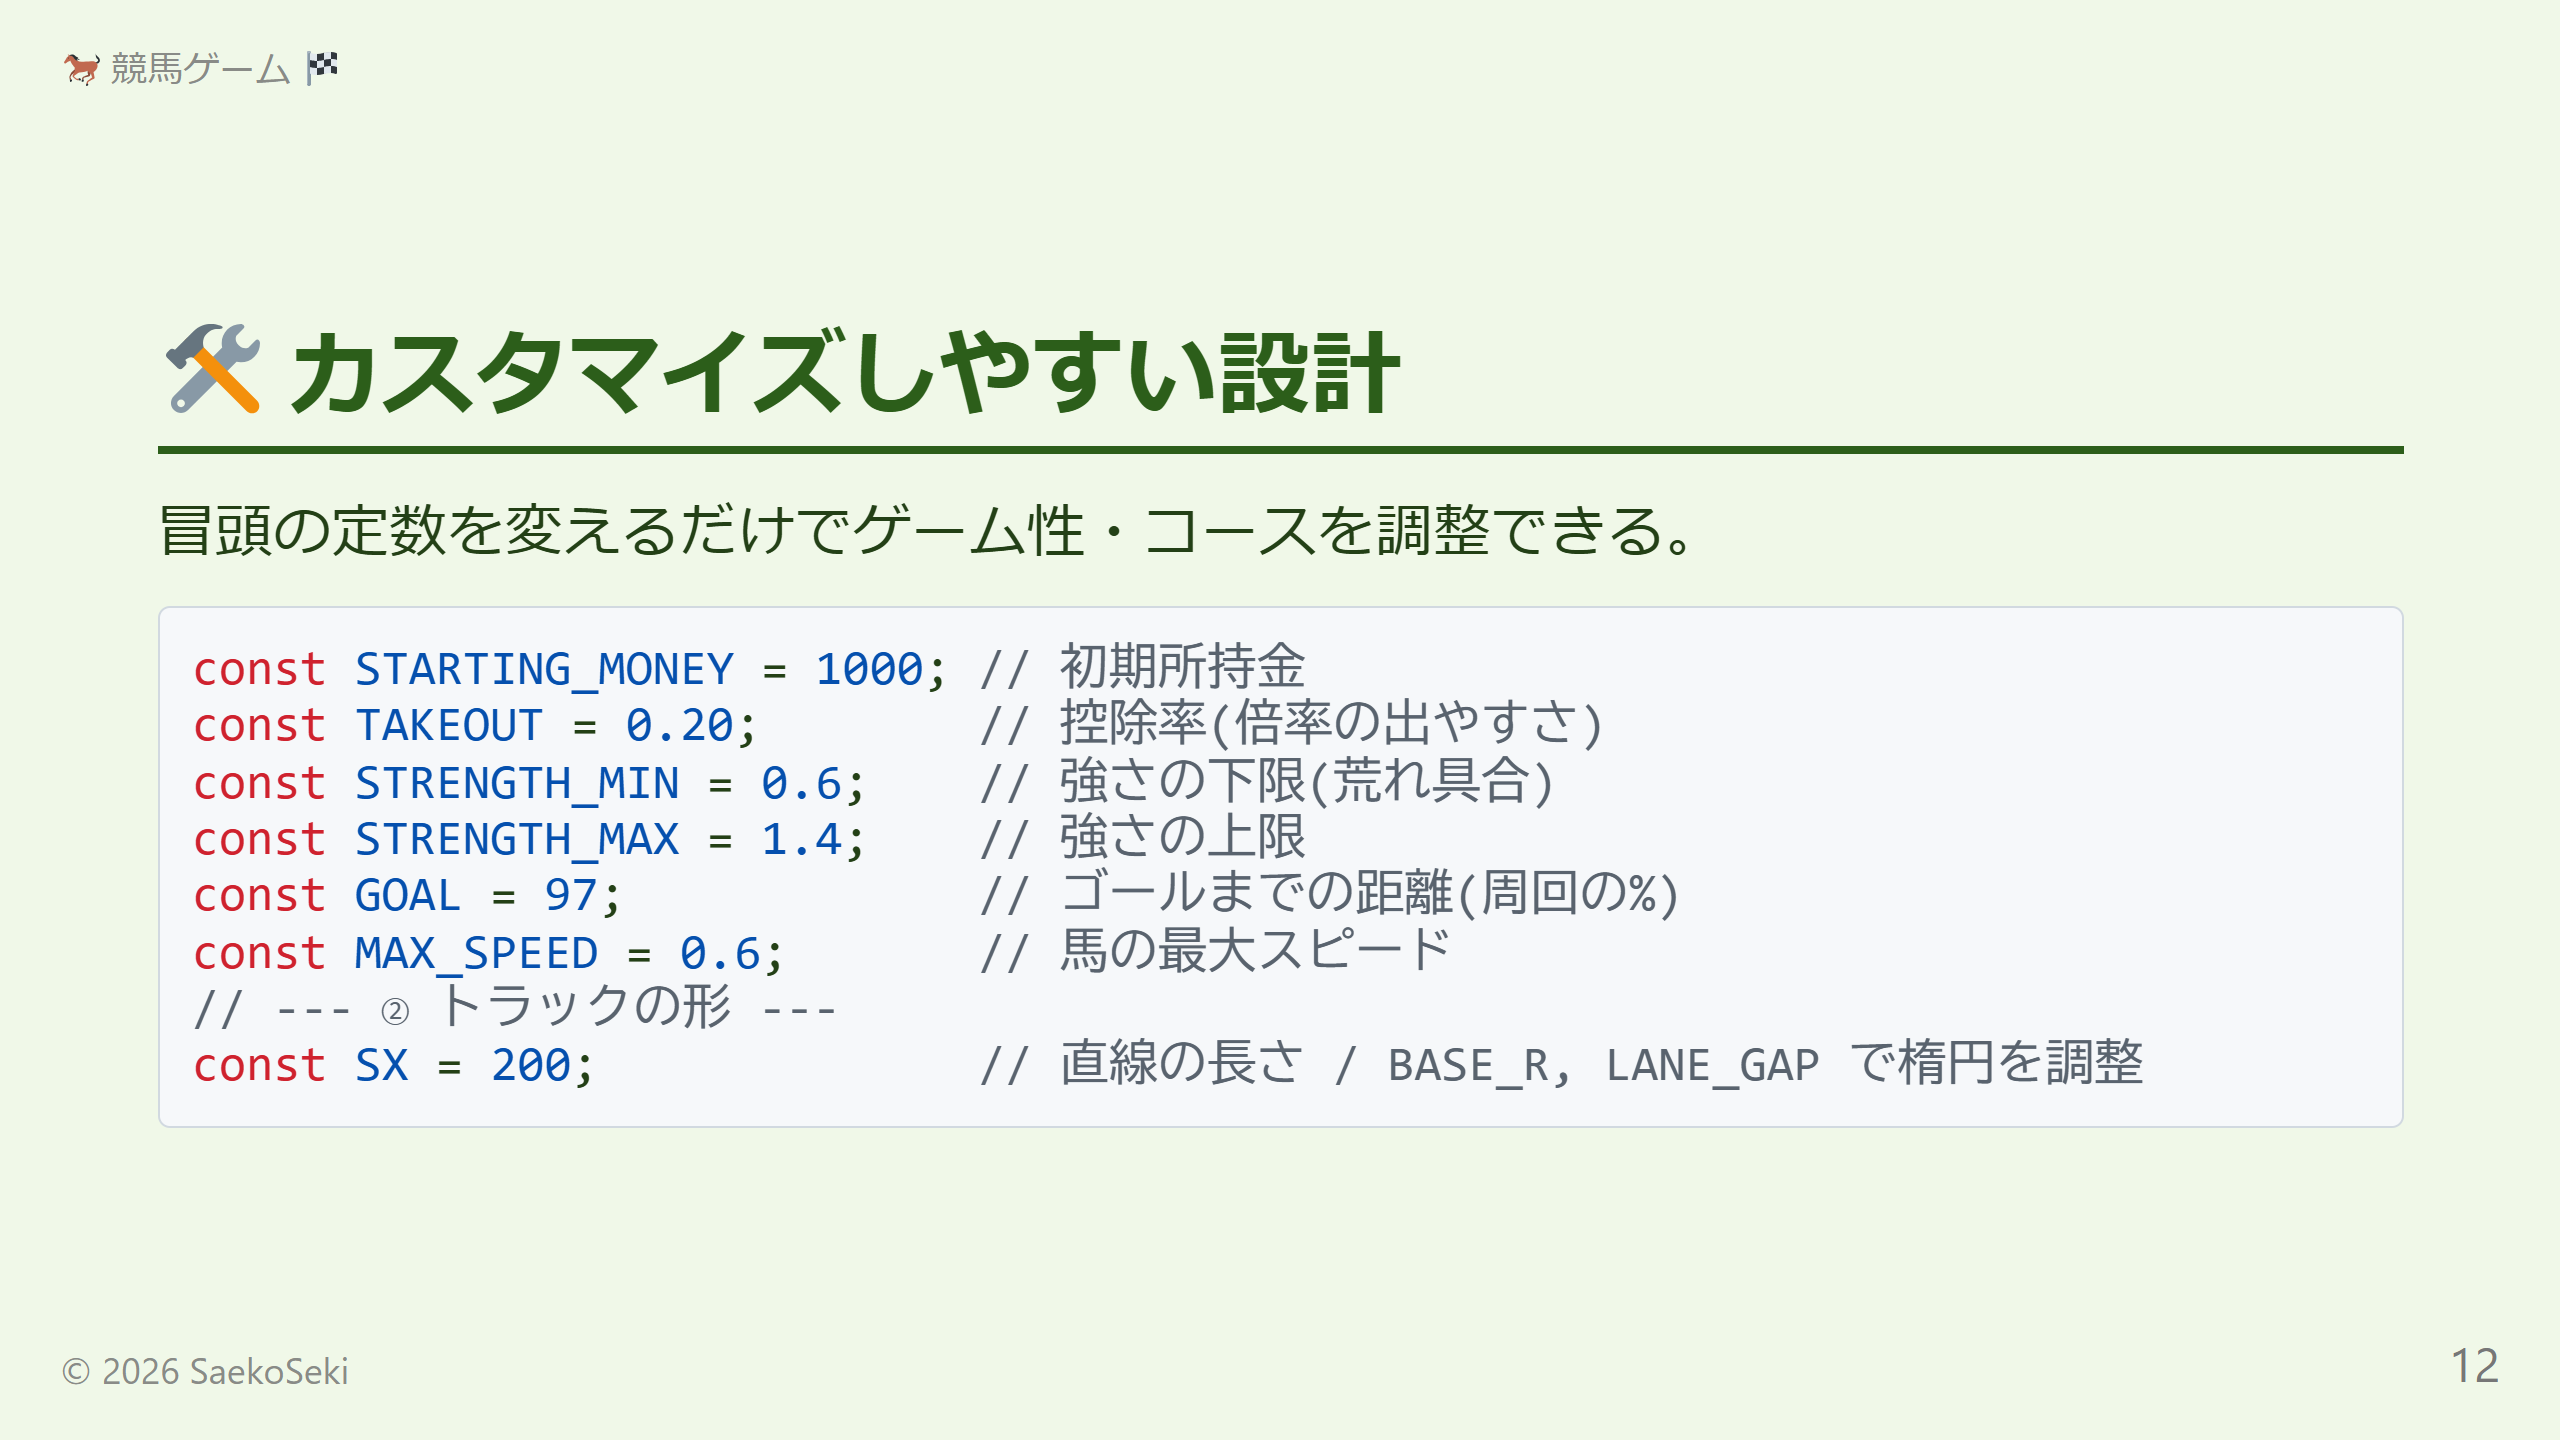 🐎 競馬ゲーム 🏁
🛠️ カスタマイズしやすい設計
冒頭の定数を変えるだけでゲーム性・コースを調整できる。
const STARTING_MONEY = 1000; // 初期所持金
const TAKEOUT = 0.20;        // 控除率(倍率の出やすさ)
const STRENGTH_MIN = 0.6;    // 強さの下限(荒れ具合)
const STRENGTH_MAX = 1.4;    // 強さの上限
const GOAL = 97;             // ゴールまでの距離(周回の%)
const MAX_SPEED = 0.6;       // 馬の最大スピード
// --- ② トラックの形 ---
const SX = 200;              // 直線の長さ / BASE_R, LANE_GAP で楕円を調整
© 2026 SaekoSeki
12